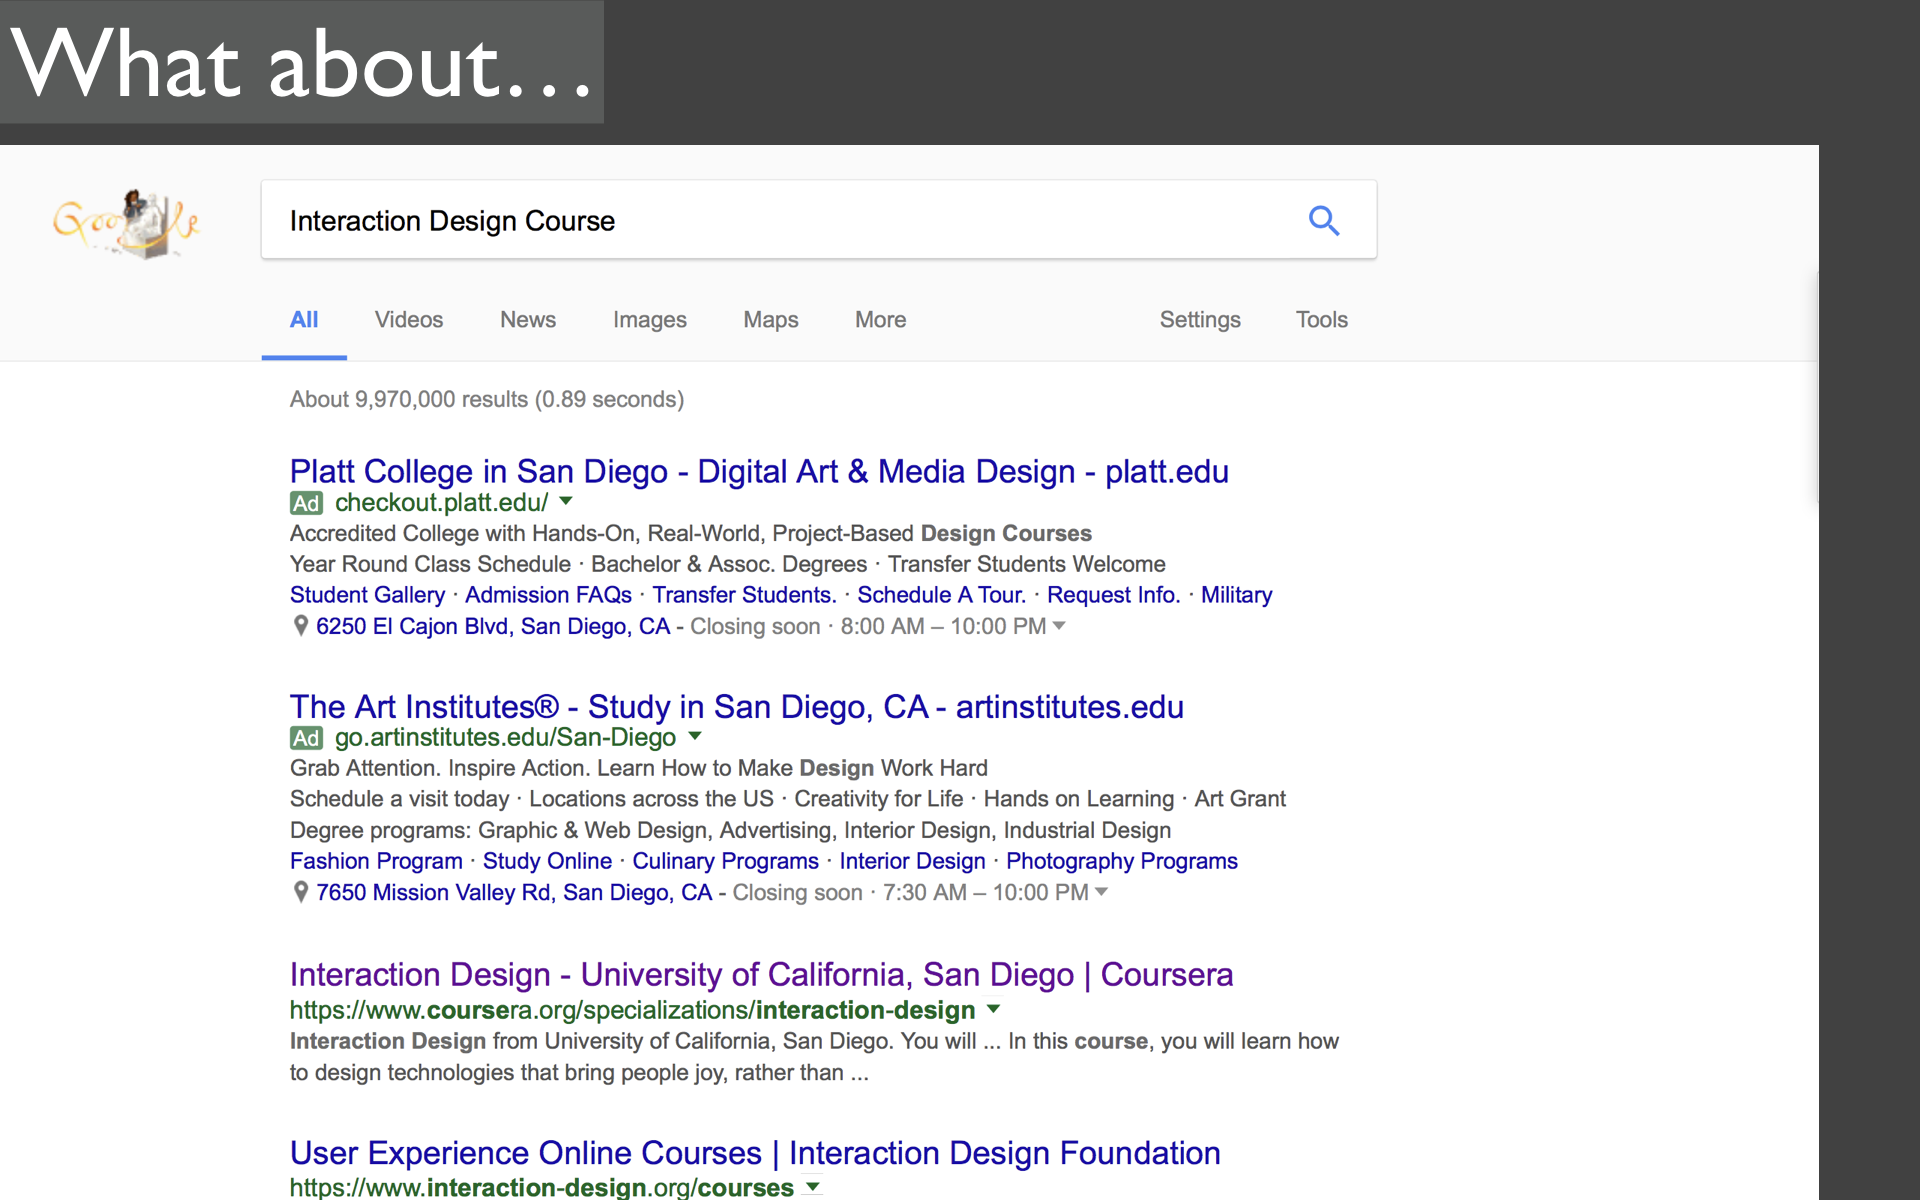 What about…
Google
Interaction Design Course
All Videos News Images Maps More Settings Tools
About 9,970,000 results (0.89 seconds)
Platt College in San Diego - Digital Art & Media Design - platt.edu
Ad checkout.platt.edu/
Accredited College with Hands-On, Real-World, Project-Based Design Courses
Year Round Class Schedule · Bachelor & Assoc. Degrees · Transfer Students Welcome
Student Gallery · Admission FAQs · Transfer Students. · Schedule A Tour. · Request Info. · Military
6250 El Cajon Blvd, San Diego, CA - Closing soon · 8:00 AM – 10:00 PM
The Art Institutes® - Study in San Diego, CA - artinstitutes.edu
Ad go.artinstitutes.edu/San-Diego
Grab Attention. Inspire Action. Learn How to Make Design Work Hard
Schedule a visit today · Locations across the US · Creativity for Life · Hands on Learning · Art Grant
Degree programs: Graphic & Web Design, Advertising, Interior Design, Industrial Design
Fashion Program · Study Online · Culinary Programs · Interior Design · Photography Programs
7650 Mission Valley Rd, San Diego, CA - Closing soon · 7:30 AM – 10:00 PM
Interaction Design - University of California, San Diego | Coursera
https://www.coursera.org/specializations/interaction-design
Interaction Design from University of California, San Diego. You will ... In this course, you will learn how
to design technologies that bring people joy, rather than ...
User Experience Online Courses | Interaction Design Foundation
https://www.interaction-design.org/courses